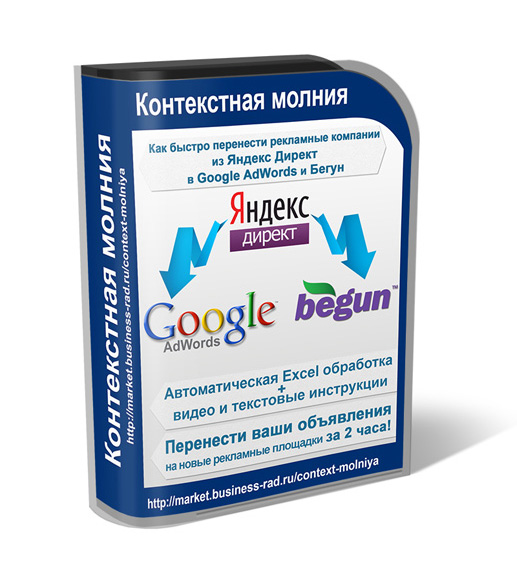 Контекстная молния
Как быстро перенести рекламные компании
из Яндекс Директ
в Google AdWords и Бегун
Яндекс
директ
Google
AdWords
begun™
Автоматическая Excel обработка
+
видео и текстовые инструкции
Перенести ваши объявления
на новые рекламные площадки за 2 часа!
http://market.business-rad.ru/context-molniya
Контекстная молния
http://market.business-rad.ru/context-molniya